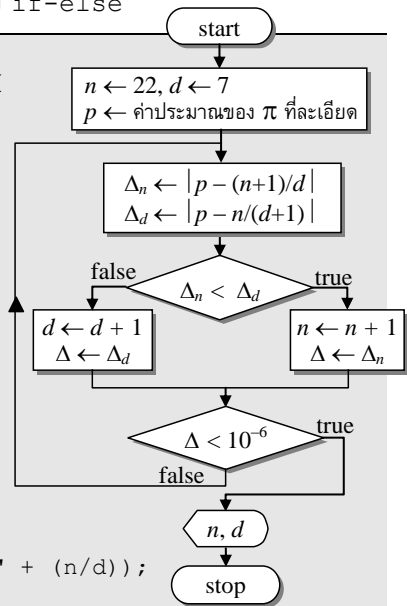 if-else
start
n ← 22, d ← 7
p ← ค่าประมาณของ π ที่ละเอียด
Δn ← |p – (n+1)/d|
Δd ← |p – n/(d+1)|
false
true
Δn < Δd
d ← d + 1
Δ ← Δd
n ← n + 1
Δ ← Δn
Δ < 10⁻⁶
true
false
n, d
" + (n/d));
stop